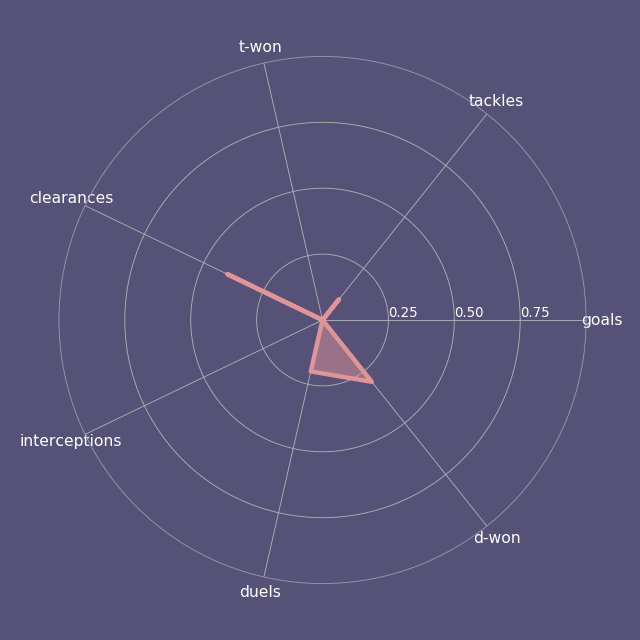 t-won
tackles
clearances
0.25 0.50 0.75 goals
interceptions
d-won
duels